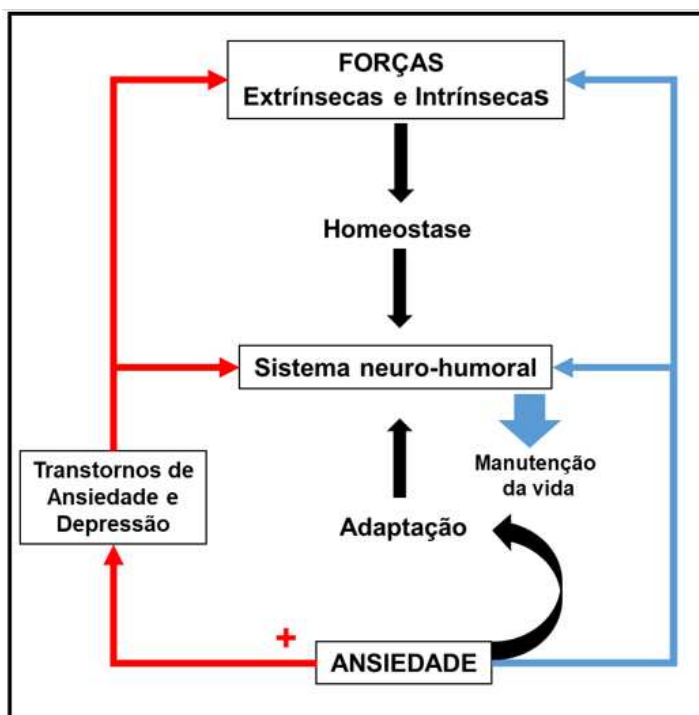 FORÇAS
Extrínsecas e Intrínsecas
Homeostase
Sistema neuro-humoral
Transtornos de
Ansiedade e
Depressão
Manutenção
da vida
Adaptação
+
ANSIEDADE